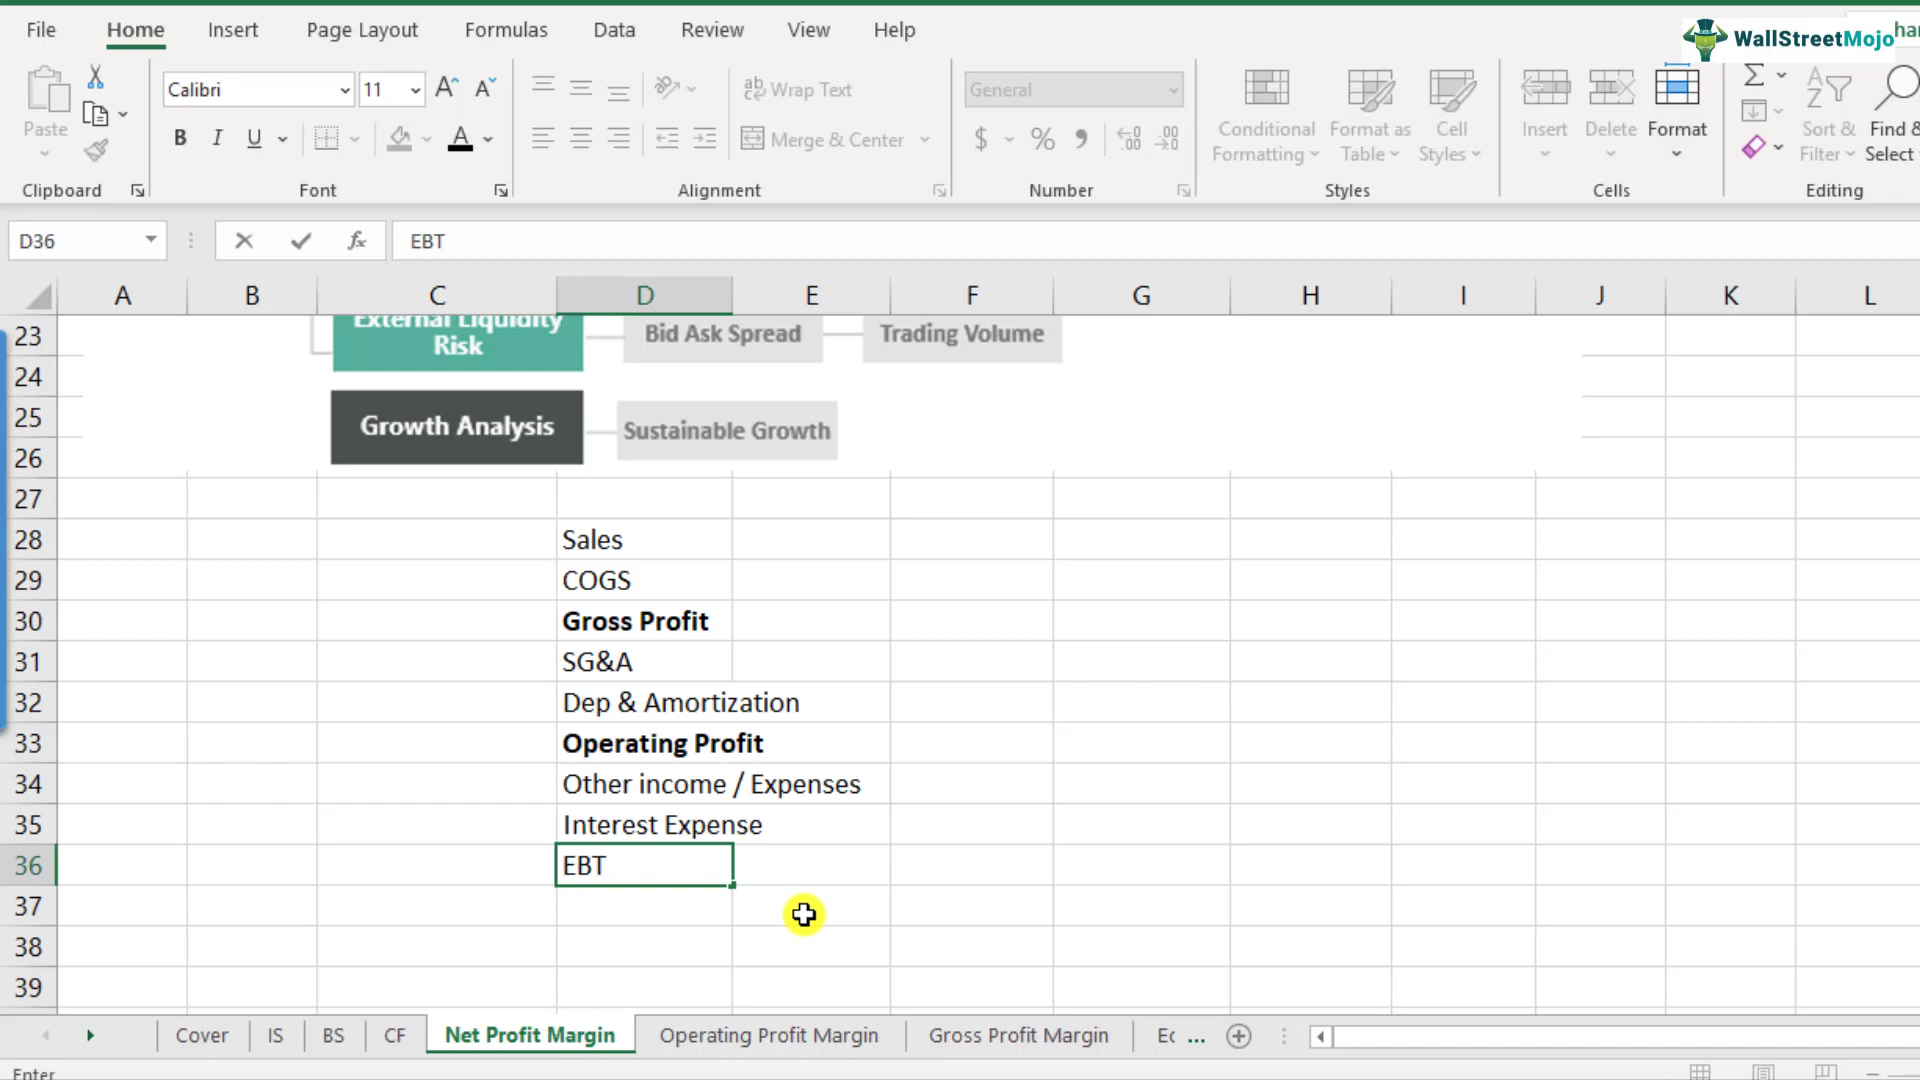 File Home Insert Page Layout Formulas Data Review View Help
WallStreetMojo
Calibri 11 Wrap Text General
Paste Merge & Center $ % Conditional Formatting Format as Table Cell Styles Insert Delete Format Sort & Filter Find & Select
Clipboard Font Alignment Number Styles Cells Editing
D36 fx EBT
A B C D E F G H I J K L
23 External Liquidity Risk Bid Ask Spread Trading Volume
24
25 Growth Analysis Sustainable Growth
26
27
28 Sales
29 COGS
30 Gross Profit
31 SG&A
32 Dep & Amortization
33 Operating Profit
34 Other income / Expenses
35 Interest Expense
36 EBT
37
38
39
Cover IS BS CF Net Profit Margin Operating Profit Margin Gross Profit Margin ...
Enter